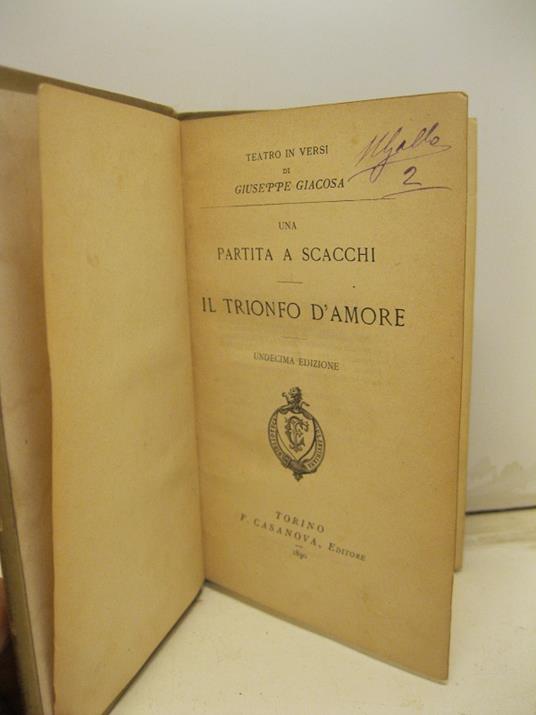 TEATRO IN VERSI
DI
GIUSEPPE GIACOSA
2
UNA
PARTITA A SCACCHI
IL TRIONFO D'AMORE
UNDECIMA EDIZIONE
TORINO
F. CASANOVA, EDITORE